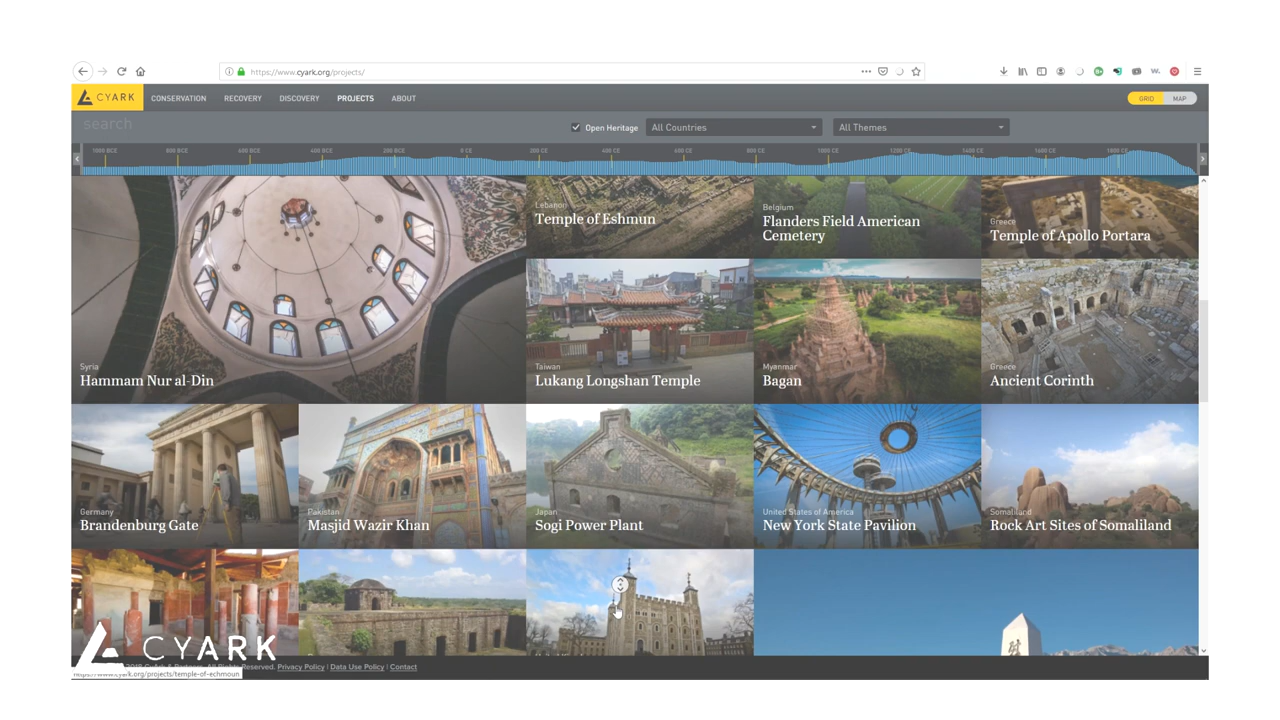 https://www.cyark.org/projects/
CYARK
CONSERVATION RECOVERY DISCOVERY PROJECTS ABOUT
GRID MAP
search
Open Heritage
All Countries
All Themes
1000 BCE 800 BCE 600 BCE 400 BCE 200 BCE 0 CE 200 CE 400 CE 600 CE 800 CE 1000 CE 1200 CE 1400 CE 1600 CE 1800 CE
Lebanon
Temple of Eshmun
Belgium
Flanders Field American
Cemetery
Greece
Temple of Apollo Portara
Syria
Hammam Nur al-Din
Taiwan
Lukang Longshan Temple
Myanmar
Bagan
Greece
Ancient Corinth
Germany
Brandenburg Gate
Pakistan
Masjid Wazir Khan
Japan
Sogi Power Plant
United States of America
New York State Pavilion
Somaliland
Rock Art Sites of Somaliland
CYARK
2018 CyArk & Partners. All Rights Reserved. Privacy Policy | Data Use Policy | Contact
https://www.cyark.org/projects/temple-of-echmoun